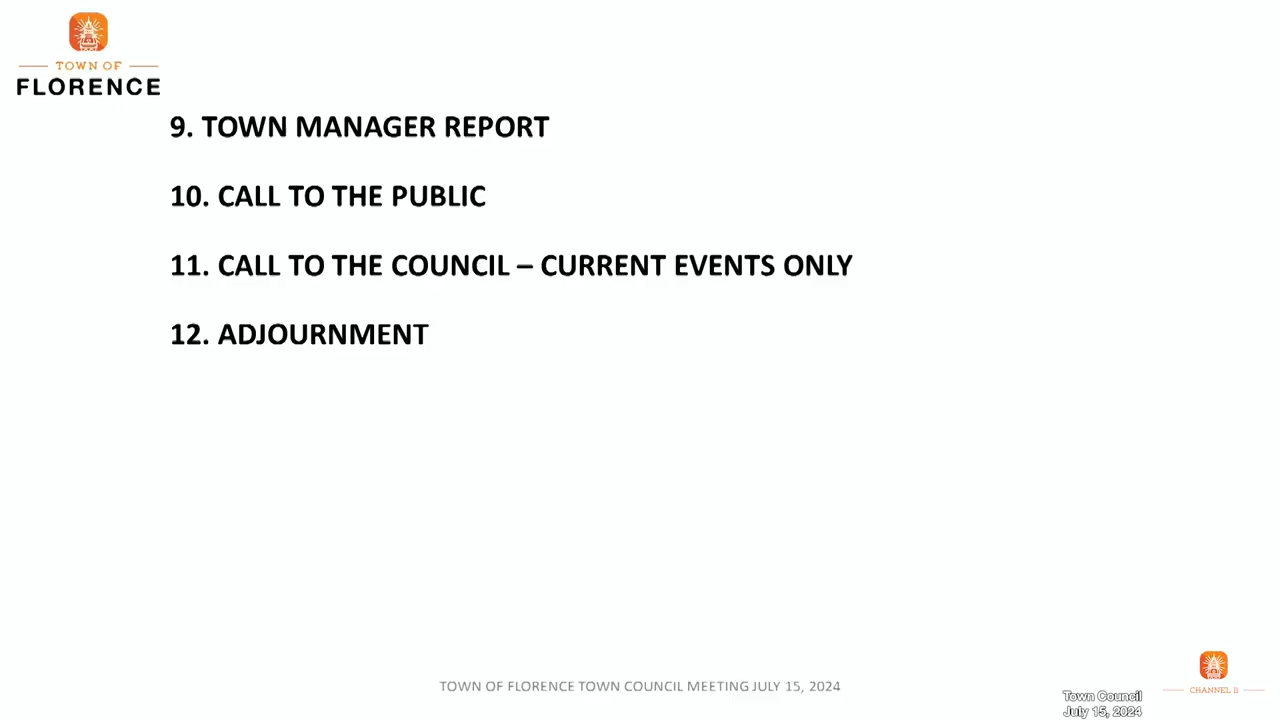 TOWN OF
FLORENCE
9. TOWN MANAGER REPORT
10. CALL TO THE PUBLIC
11. CALL TO THE COUNCIL – CURRENT EVENTS ONLY
12. ADJOURNMENT
TOWN OF FLORENCE TOWN COUNCIL MEETING JULY 15, 2024
Town Council
July 15, 2024
CHANNEL 11